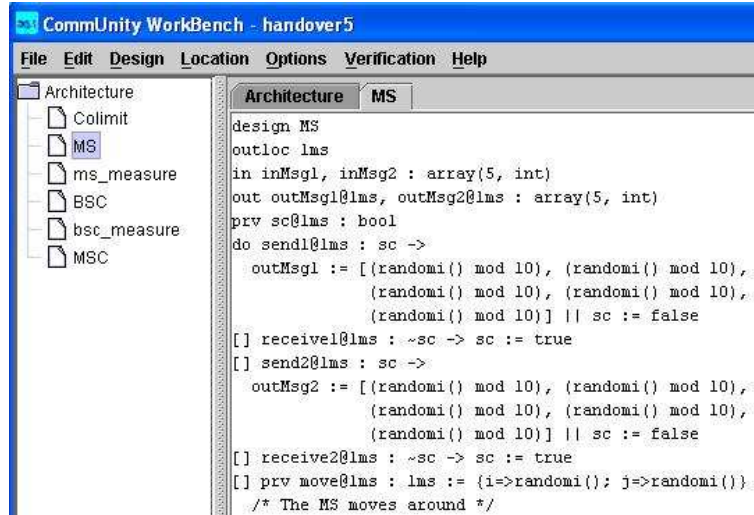 CommUnity WorkBench - handover5
File Edit Design Location Options Verification Help
Architecture
Colimit
MS
ms_measure
BSC
bsc_measure
MSC
Architecture MS
design MS
outloc lms
in inMsg1, inMsg2 : array(5, int)
out outMsg1@lms, outMsg2@lms : array(5, int)
prv sc@lms : bool
do send1@lms : sc ->
outMsg1 := [(randomi() mod 10), (randomi() mod 10),
(randomi() mod 10), (randomi() mod 10),
(randomi() mod 10)] || sc := false
[] receive1@lms : ~sc -> sc := true
[] send2@lms : sc ->
outMsg2 := [(randomi() mod 10), (randomi() mod 10),
(randomi() mod 10), (randomi() mod 10),
(randomi() mod 10)] || sc := false
[] receive2@lms : ~sc -> sc := true
[] prv move@lms : lms := {i=>randomi(); j=>randomi()}
/* The MS moves around */